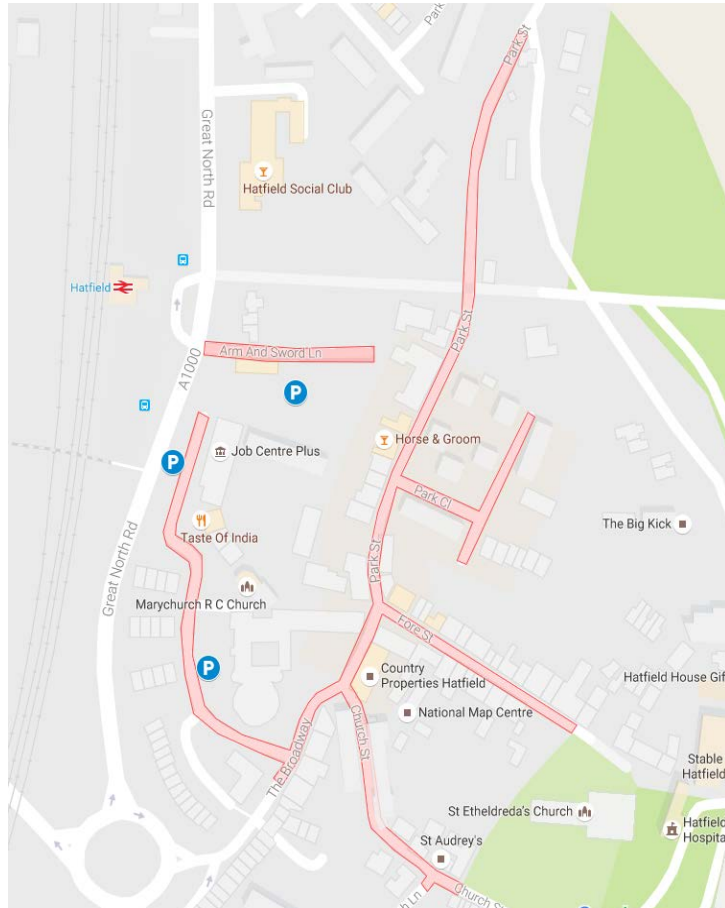 Park St
Park
Great North Rd
Hatfield Social Club
Hatfield
A1000
Arm And Sword Ln
P
Park St
Horse & Groom
Job Centre Plus
P
Park Cl
Taste Of India
The Big Kick
Great North Rd
Park St
Marychurch R C Church
Fore St
P
Country
Properties Hatfield
Hatfield House Gif
National Map Centre
Church St
The Broadway
Stable
Hatfield
St Etheldreda's Church
Hatfield
Hospita
St Audrey's
Church S
h Ln